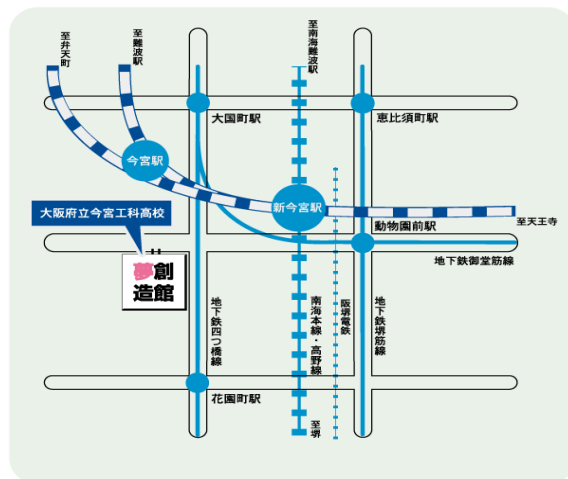 至弁天町
至難波駅
至南海難波駅
大国町駅
恵比須町駅
今宮駅
新今宮駅
大阪府立今宮工科高校
至天王寺
動物園前駅
地下鉄御堂筋線
夢創
造館
地下鉄四つ橋線
南海本線・高野線
阪堺電鉄
地下鉄堺筋線
花園町駅
至堺